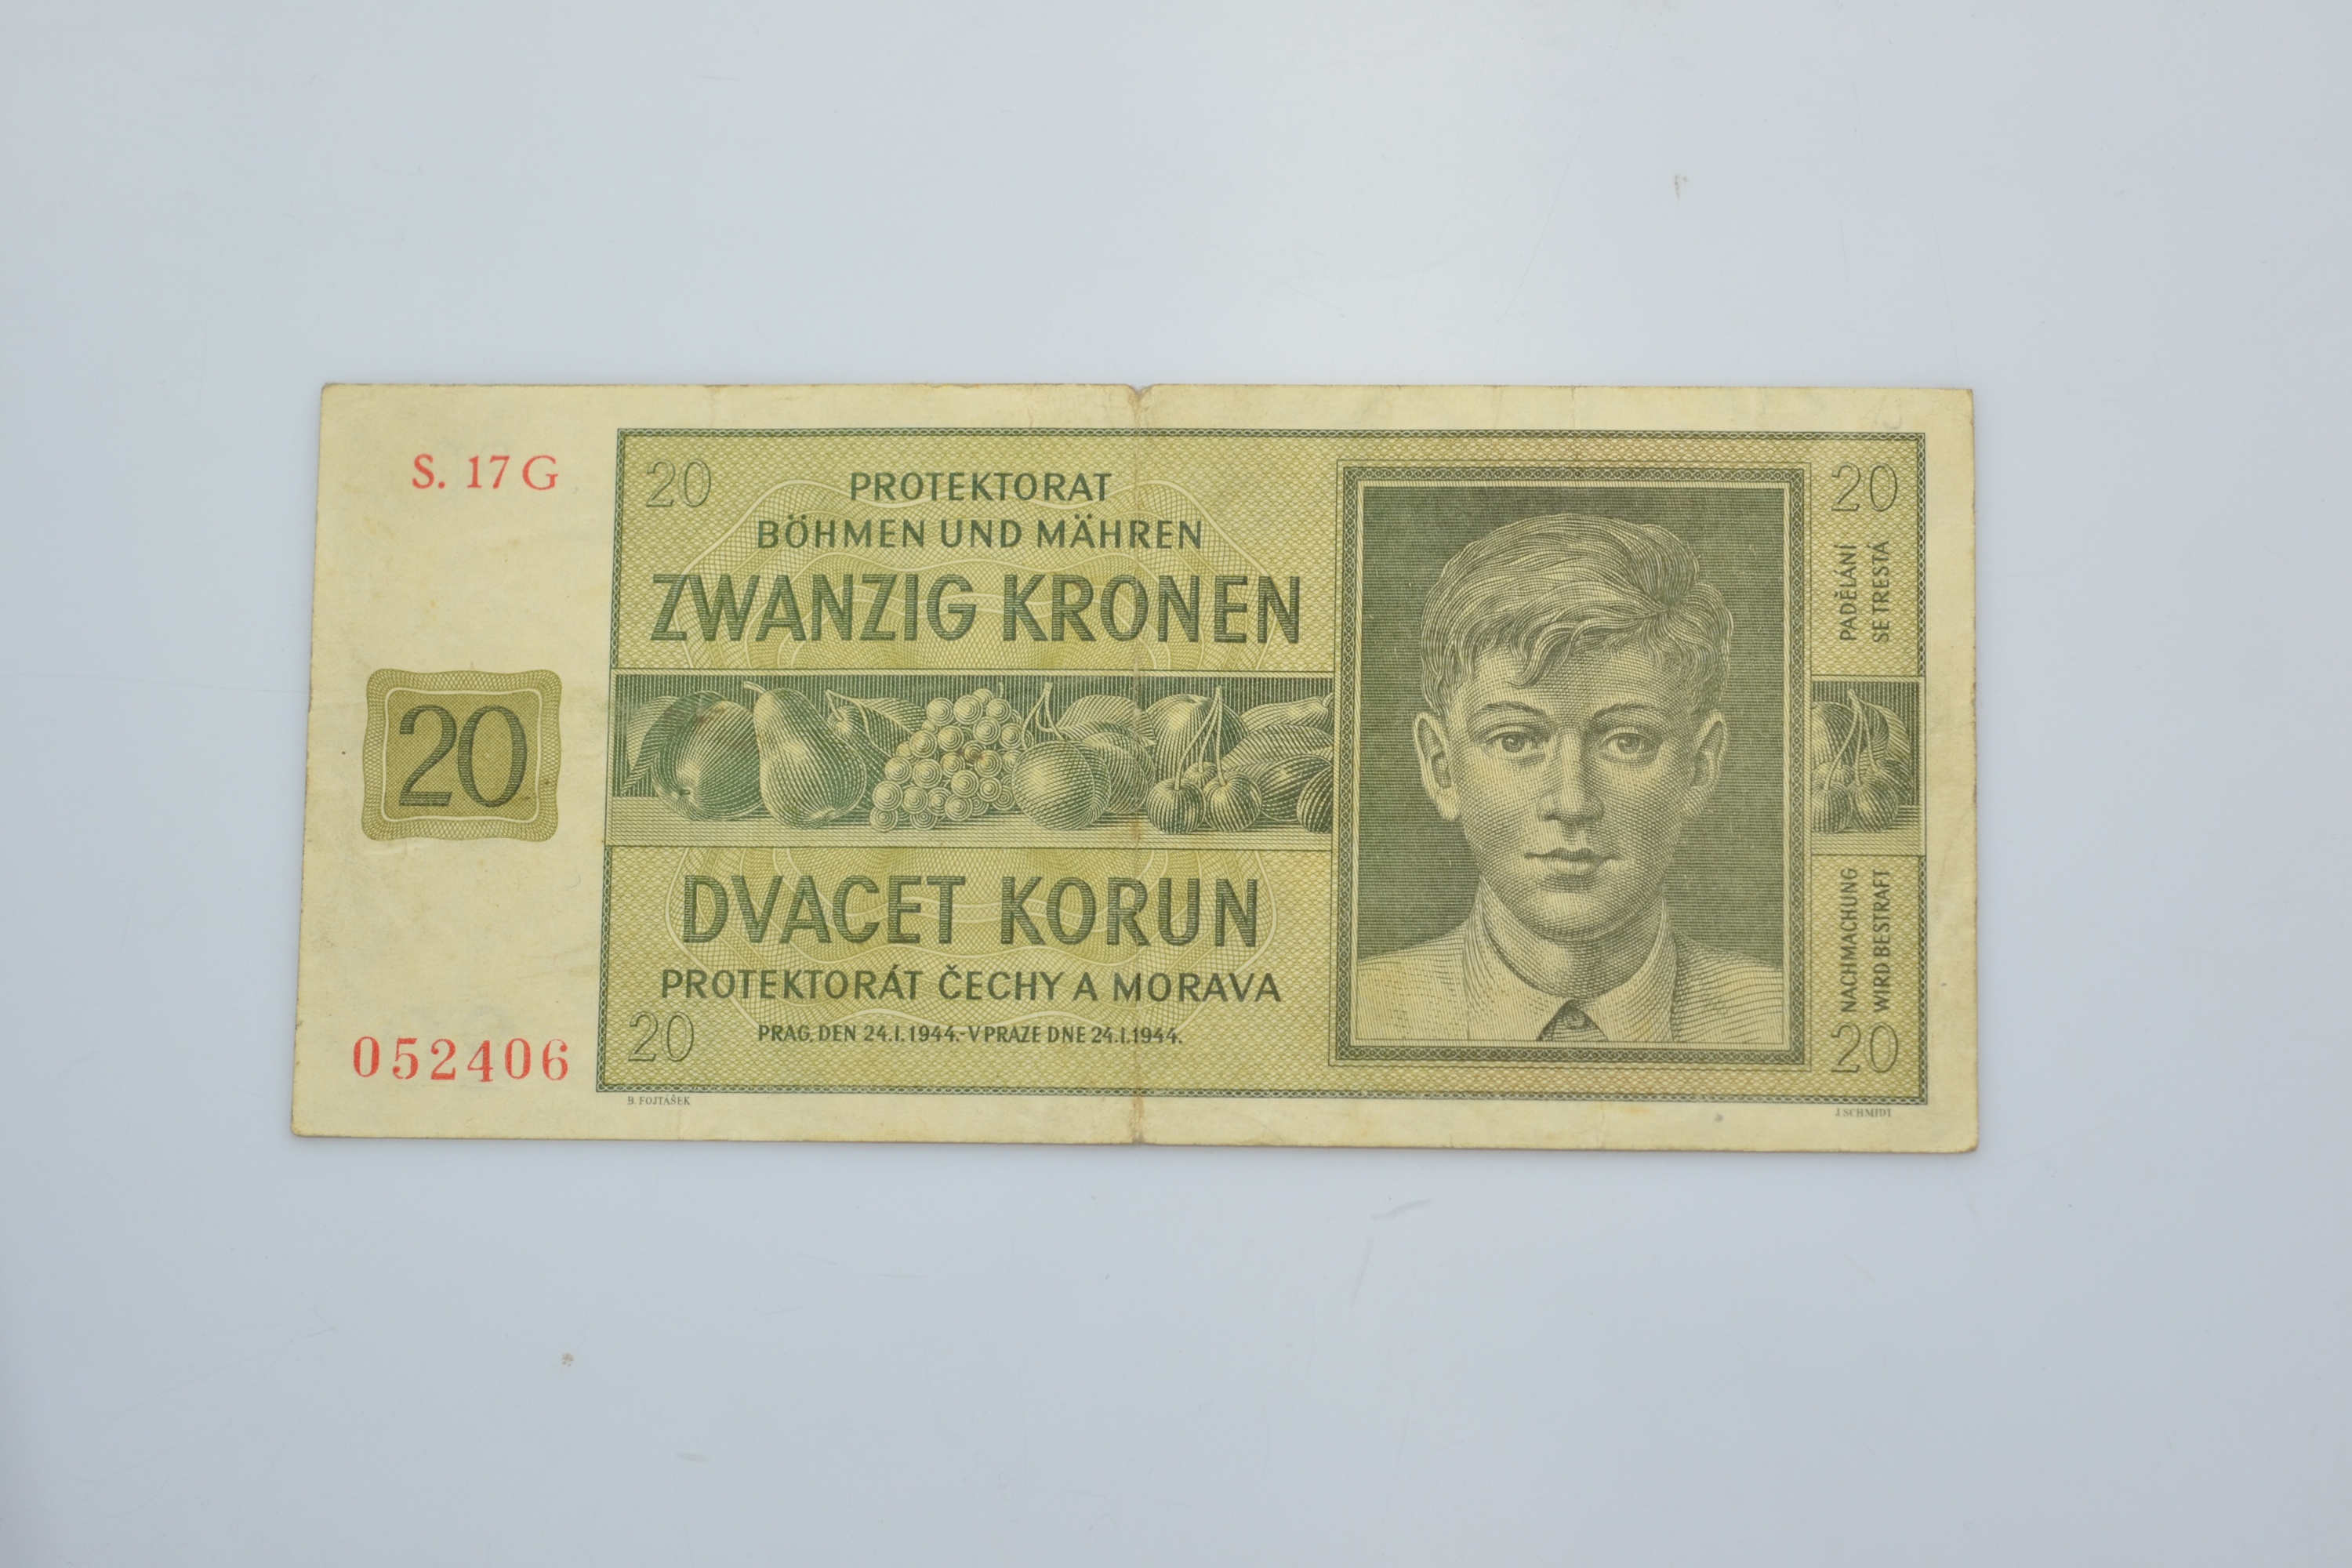 S. 17 G
20
052406
20
PROTEKTORAT
BÖHMEN UND MÄHREN
ZWANZIG KRONEN
DVACET KORUN
PROTEKTORÁT ČECHY A MORAVA
20
PRAG, DEN 24.I.1944.-V PRAZE DNE 24.I.1944.
B. FOJTÁŠEK
20
PADĚLÁNÍ
SE TRESTÁ
NACHMACHUNG
WIRD BESTRAFT
20
J. SCHMIDT